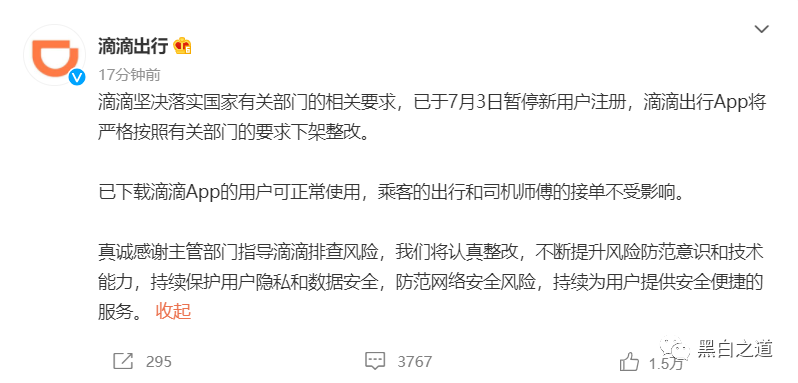 滴滴出行
17分钟前
滴滴坚决落实国家有关部门的相关要求，已于7月3日暂停新用户注册，滴滴出行App将
严格按照有关部门的要求下架整改。
已下载滴滴App的用户可正常使用，乘客的出行和司机师傅的接单不受影响。
真诚感谢主管部门指导滴滴排查风险，我们将认真整改，不断提升风险防范意识和技术
能力，持续保护用户隐私和数据安全，防范网络安全风险，持续为用户提供安全便捷的
服务。 收起
295 3767 1.5万
黑白之道